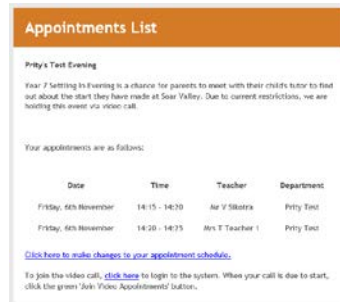 Appointments List
Prity's Test Evening
Year 7 Settling In Evening is a chance for parents to meet with their child's tutor to find
out about the start they have made at Soar Valley. Due to current restrictions, we are
holding this event via video call.
Your appointments are as follows:
Date Time Teacher Department
Friday, 6th November 14:15 - 14:20 Mr V Sikotra Prity Test
Friday, 6th November 14:20 - 14:25 Mrs T Teacher 1 Prity Test
Click here to make changes to your appointment schedule.
To join the video call, click here to login to the system. When your call is due to start,
click the green 'Join Video Appointments' button.